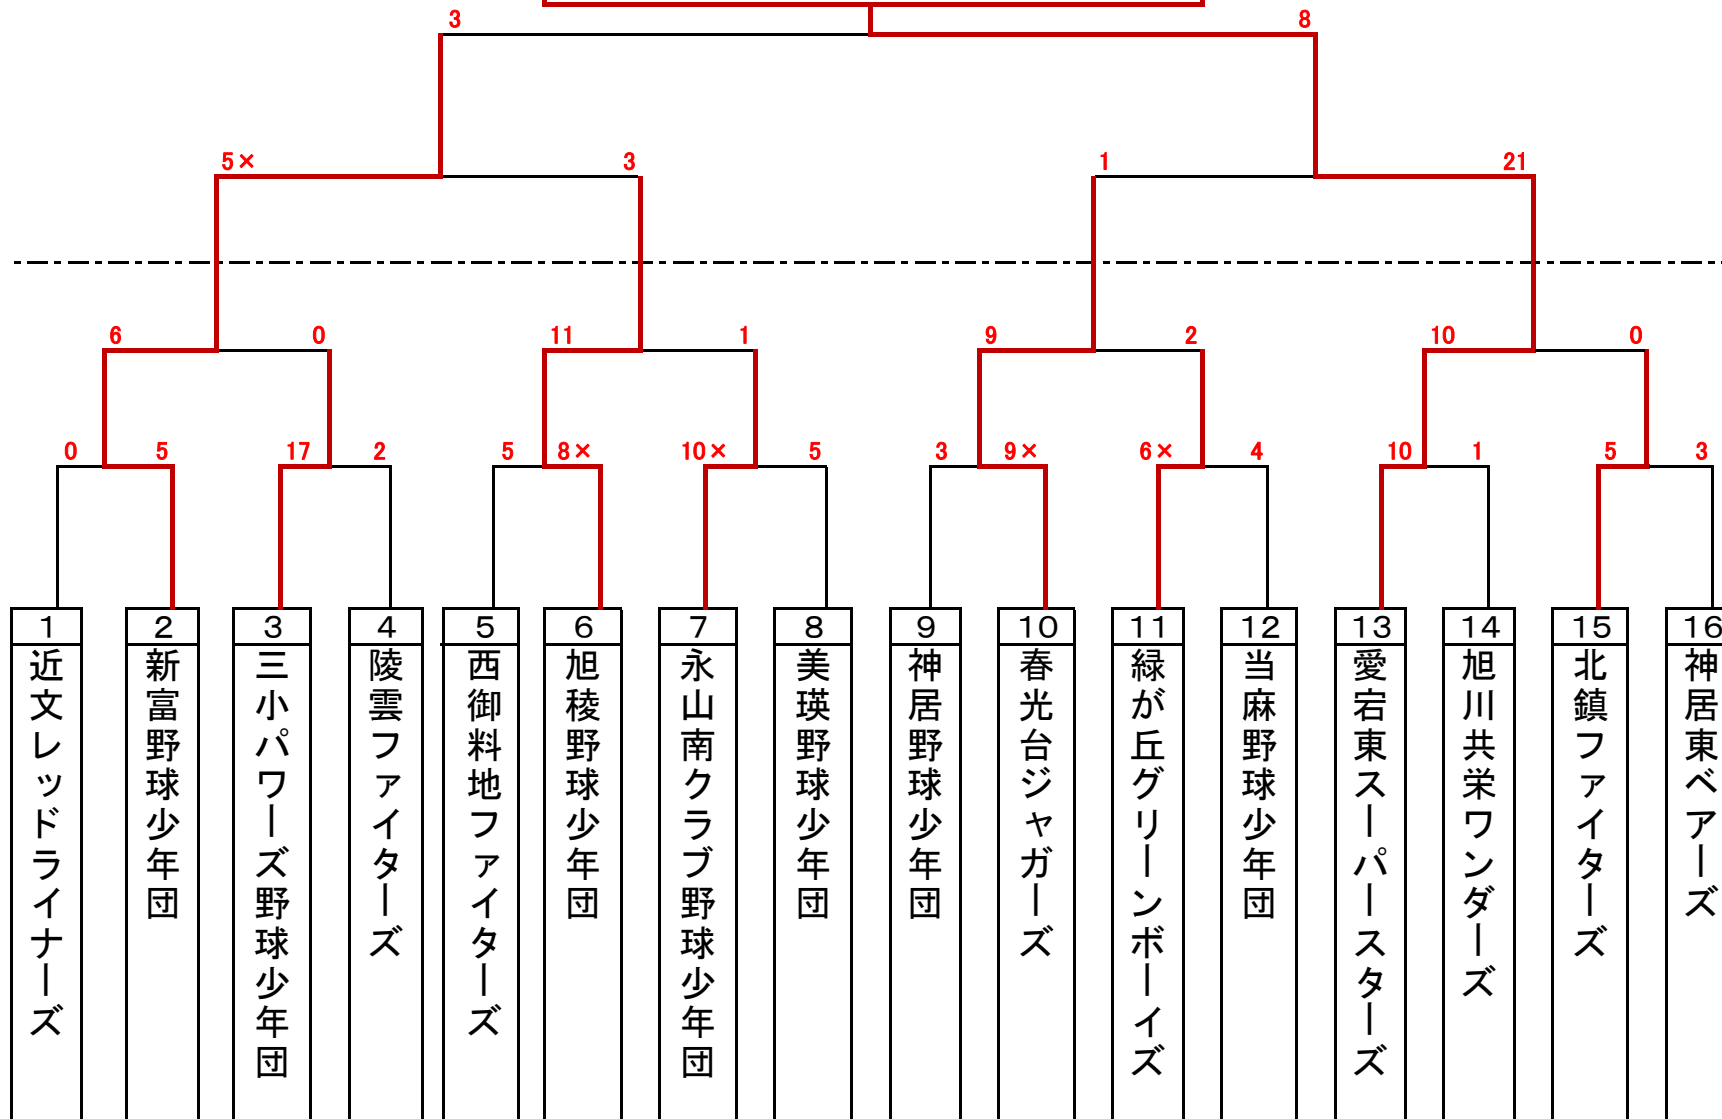 3 8
5× 3 1 21
6 0 11 1 9 2 10 0
0 5 17 2 5 8× 10× 5 3 9× 6× 4 10 1 5 3
1 2 3 4 5 6 7 8 9 10 11 12 13 14 15 16
近文レッドライナーズ
新富野球少年団
三小パワーズ野球少年団
陵雲ファイターズ
西御料地ファイターズ
旭稜野球少年団
永山南クラブ野球少年団
美瑛野球少年団
神居野球少年団
春光台ジャガーズ
緑が丘グリーンボーイズ
当麻野球少年団
愛宕東スーパースターズ
旭川共栄ワンダーズ
北鎮ファイターズ
神居東ベアーズ